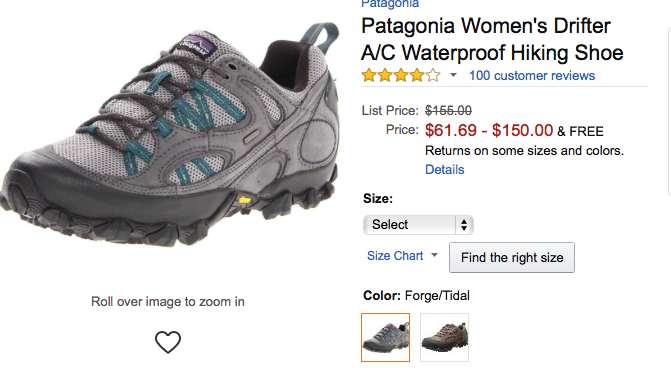 Patagonia
Patagonia Women's Drifter
A/C Waterproof Hiking Shoe
100 customer reviews
List Price: $155.00
Price: $61.69 - $150.00 & FREE
Returns on some sizes and colors.
Details
Size:
Select
Size Chart
Find the right size
Color: Forge/Tidal
Roll over image to zoom in